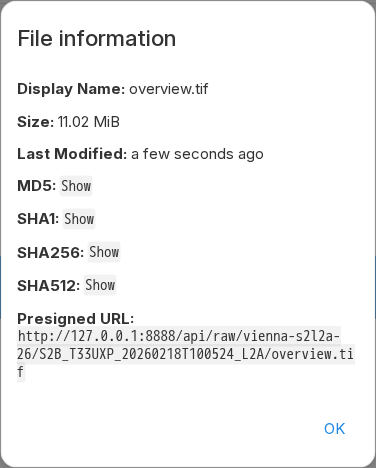 File information
Display Name: overview.tif
Size: 11.02 MiB
Last Modified: a few seconds ago
MD5: Show
SHA1: Show
SHA256: Show
SHA512: Show
Presigned URL:
http://127.0.0.1:8888/api/raw/vienna-s2l2a-
26/S2B_T33UXP_20260218T100524_L2A/overview.ti
f
OK